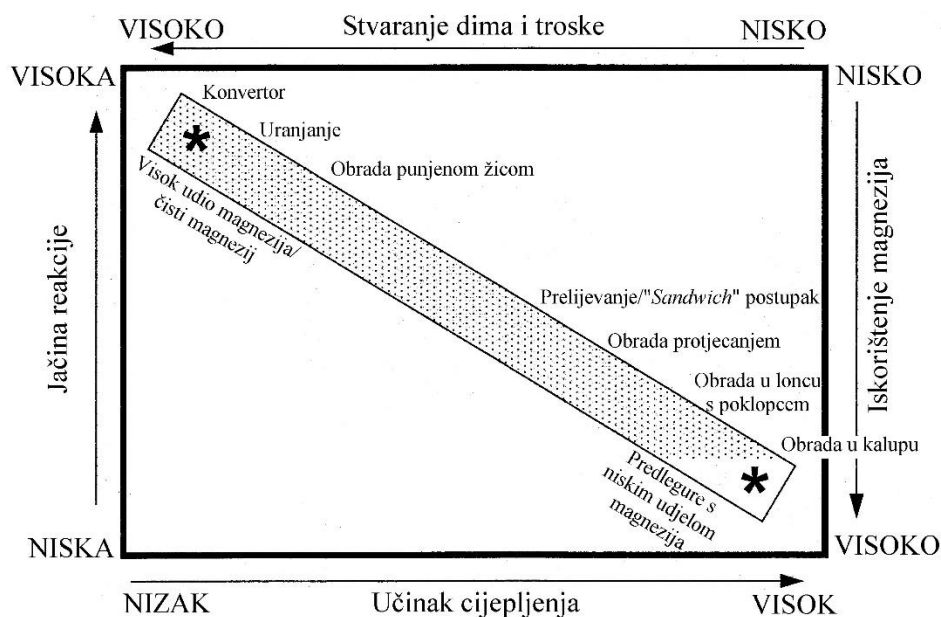 Stvaranje dima i troske
VISOKO
NISKO
VISOKA
NISKO
Konvertor
Uranjanje
Obrada punjenom žicom
Visok udio magnezija/
čisti magnezij
Jačina reakcije
Iskorištenje magnezija
Prelijevanje/"Sandwich" postupak
Obrada protjecanjem
Obrada u loncu
s poklopcem
Obrada u kalupu
Predlegure s
niskim udjelom
magnezija
NISKA
VISOKO
NIZAK
Učinak cijepljenja
VISOK